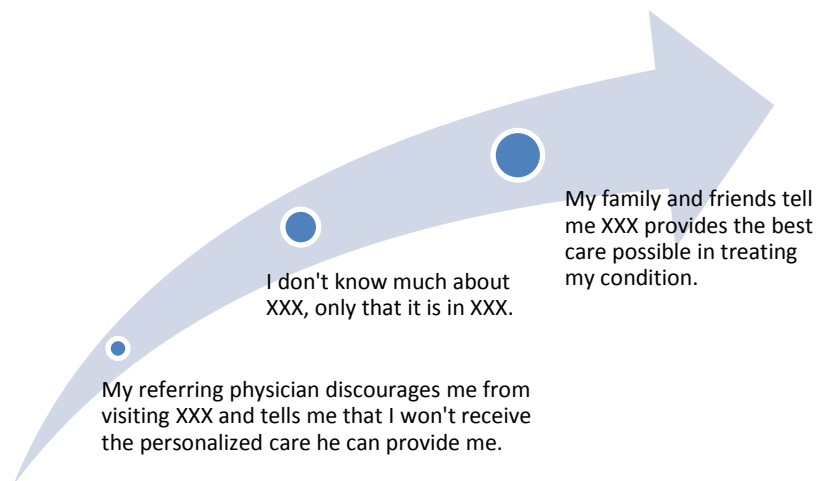 My family and friends tell
me XXX provides the best
care possible in treating
my condition.
I don't know much about
XXX, only that it is in XXX.
My referring physician discourages me from
visiting XXX and tells me that I won't receive
the personalized care he can provide me.